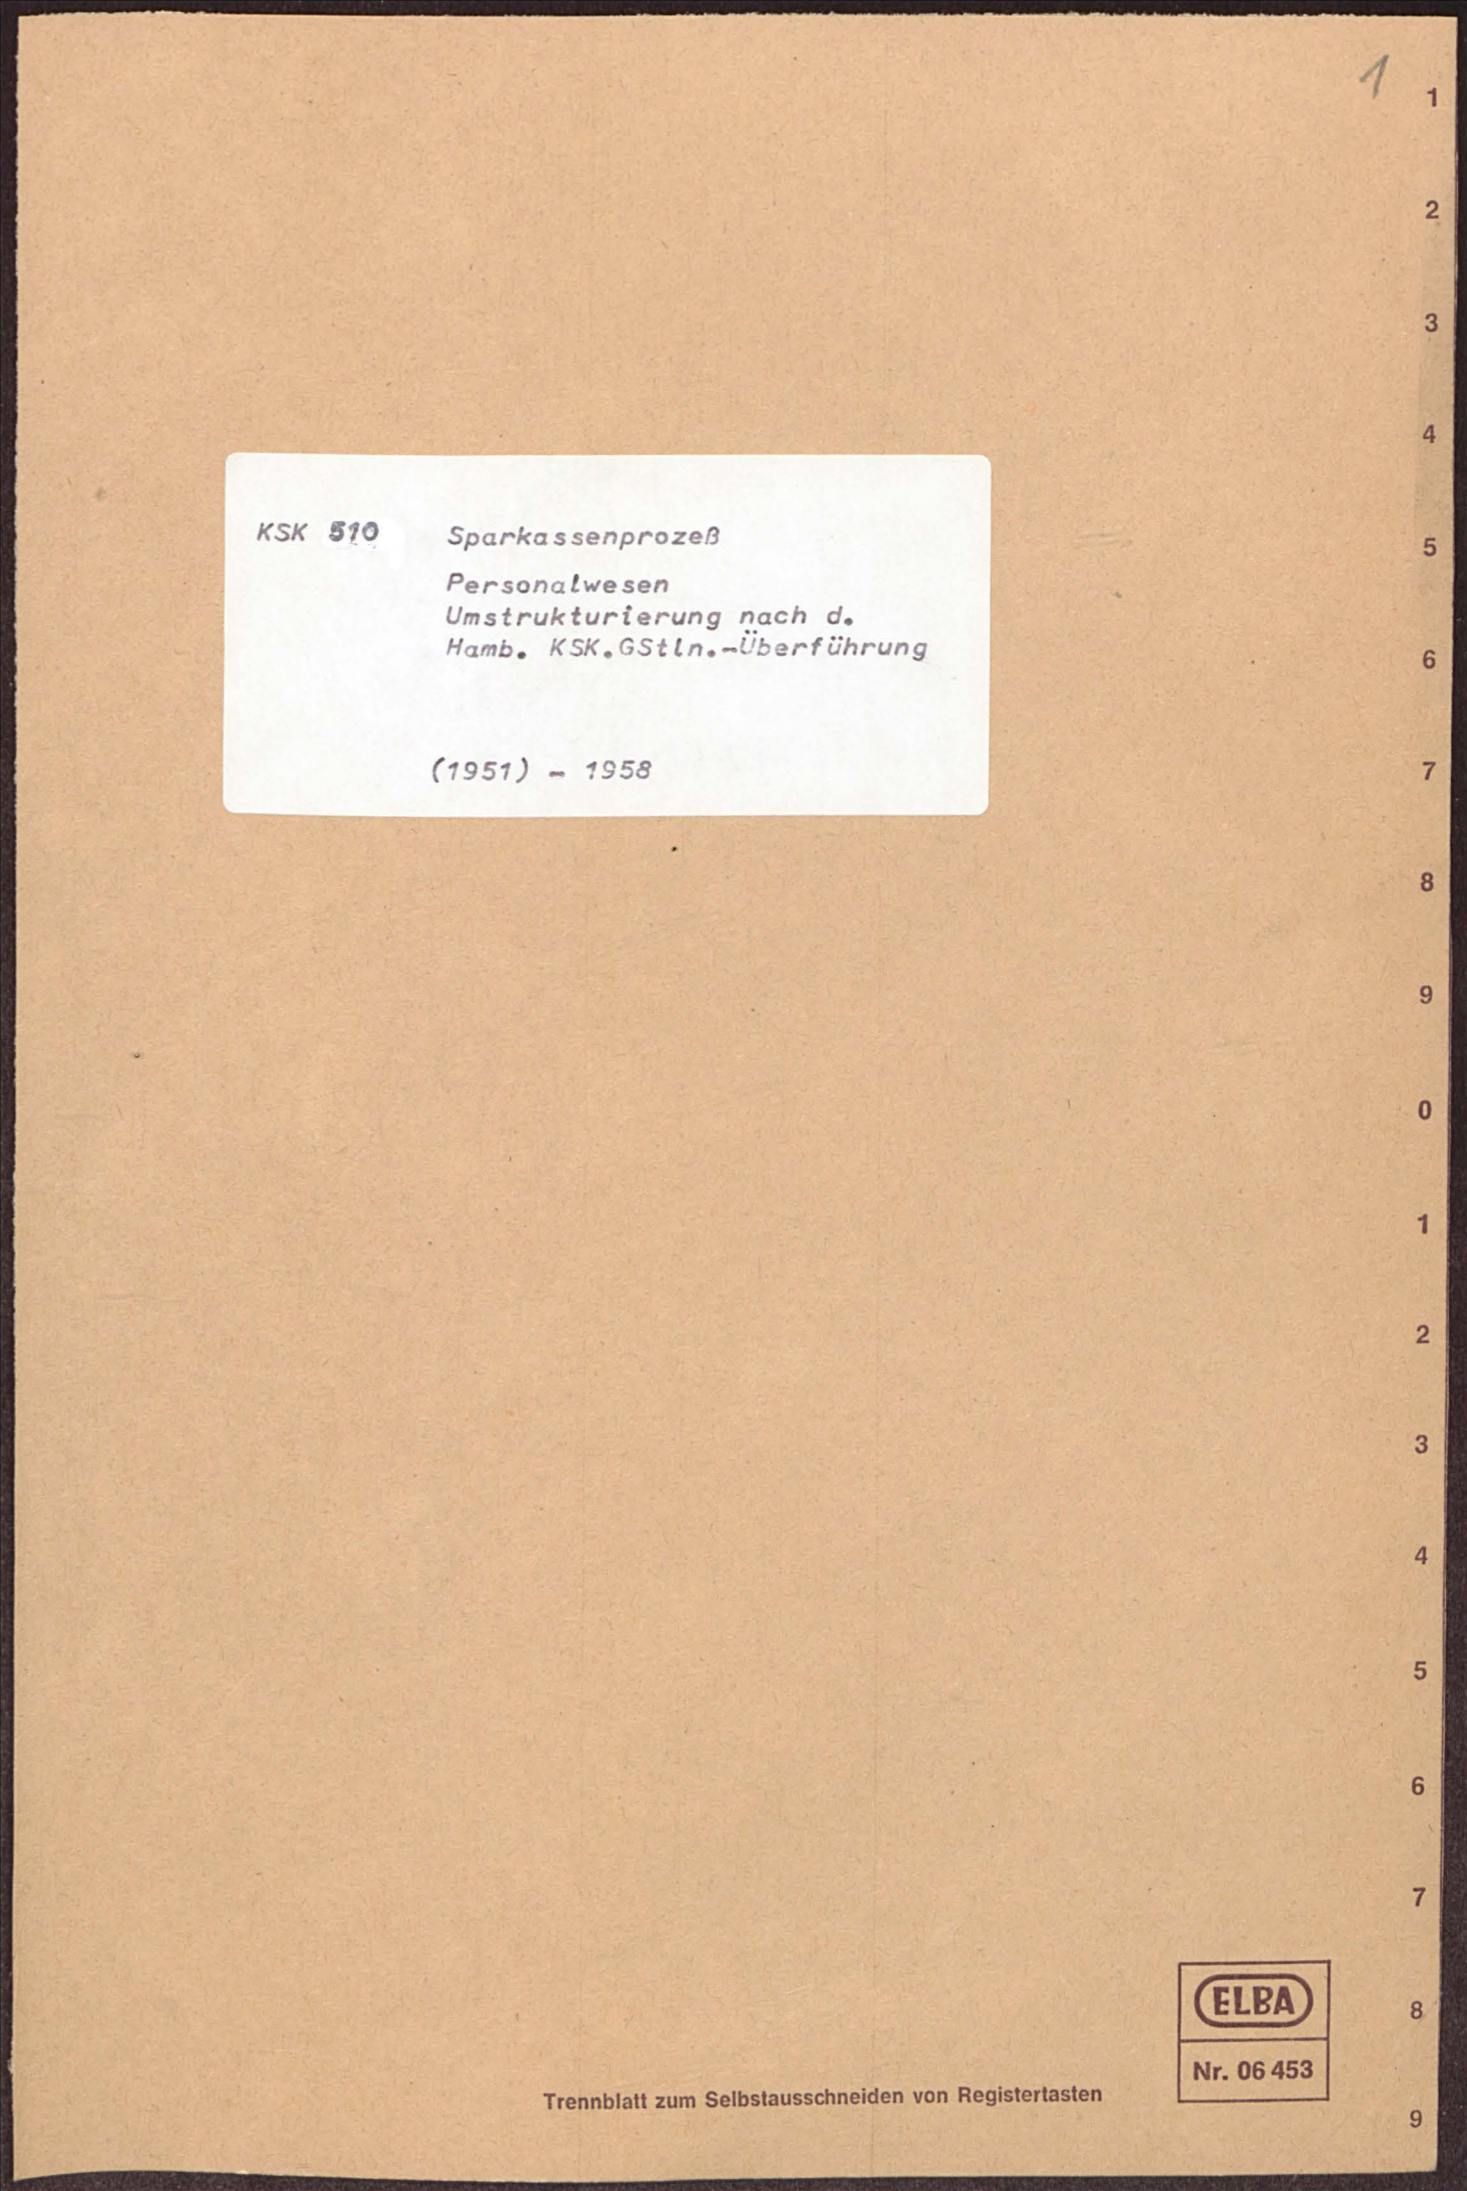 1
1
2
3
4
KSK 510 Sparkassenprozeß
5
Personalwesen
Umstrukturierung nach d.
Hamb. KSK.GStln.-Überführung
6
(1951) - 1958
7
8
9
0
1
2
3
4
5
6
7
ELBA
8
Nr. 06 453
Trennblatt zum Selbstausschneiden von Registertasten
9